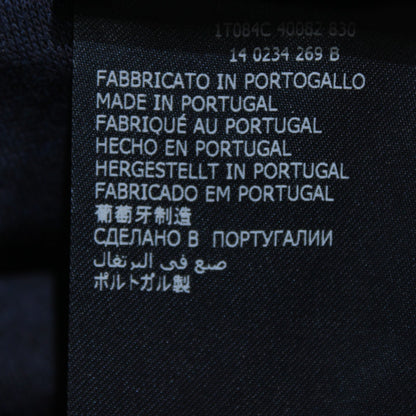 1T084C 4008Z 830
14 0234 269 B
FABBRICATO IN PORTOGALLO
MADE IN PORTUGAL
FABRIQUÉ AU PORTUGAL
HECHO EN PORTUGAL
HERGESTELLT IN PORTUGAL
FABRICADO EM PORTUGAL
葡萄牙制造
СДЕЛАНО В ПОРТУГАЛИИ
صنع في البرتغال
ポルトガル製